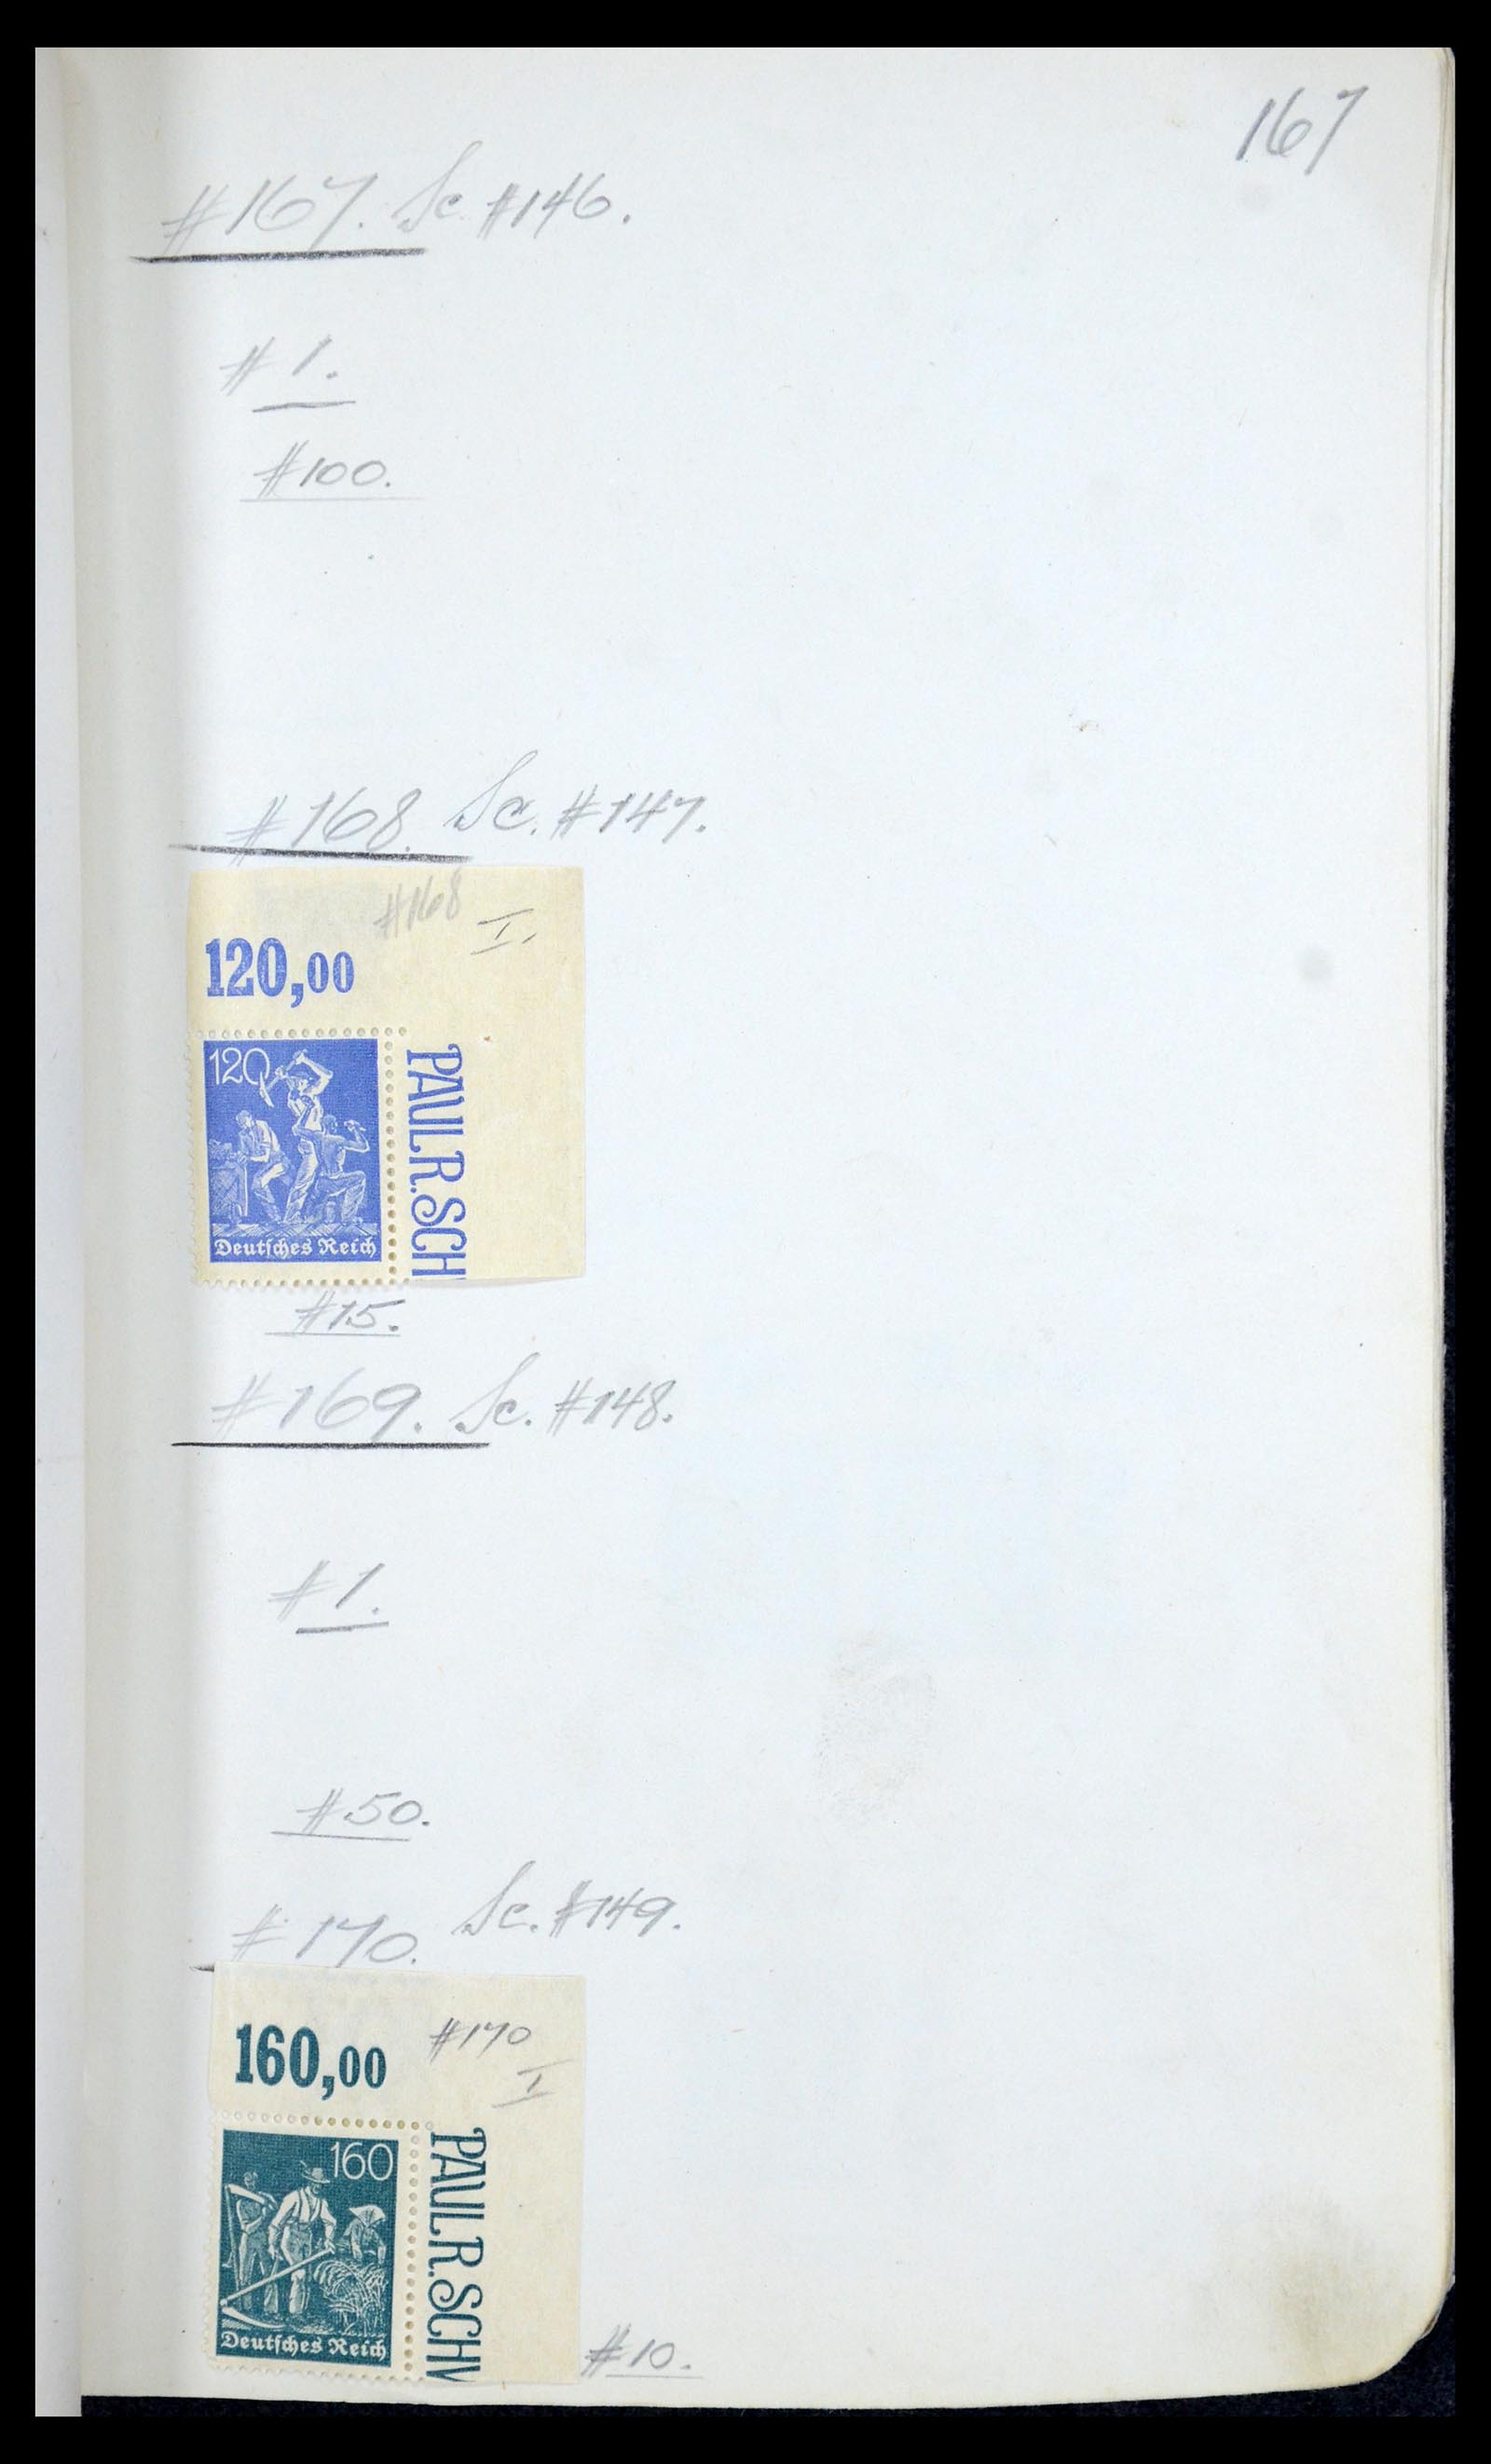 167
#167. Sc #146.
#1.
#100.
#168. Sc. #147.
#168
I.
120,00
120
PAUL R. SCH
Deutsches Reich
#15.
#169. Sc. #148.
#1.
#50.
#170. Sc. #149.
160,00
#170
I
160
PAUL R. SCHW
Deutsches Reich
#10.